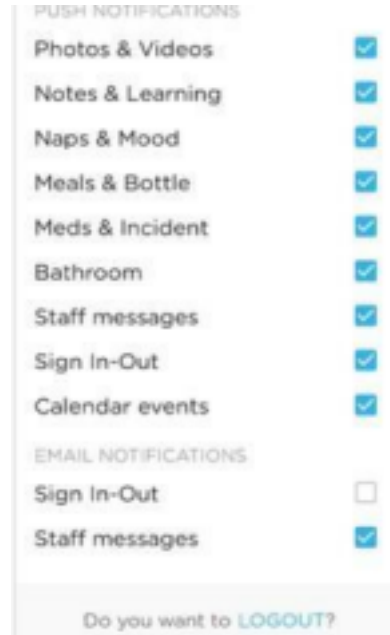 PUSH NOTIFICATIONS
Photos & Videos
Notes & Learning
Naps & Mood
Meals & Bottle
Meds & Incident
Bathroom
Staff messages
Sign In-Out
Calendar events
EMAIL NOTIFICATIONS
Sign In-Out
Staff messages
Do you want to LOGOUT?